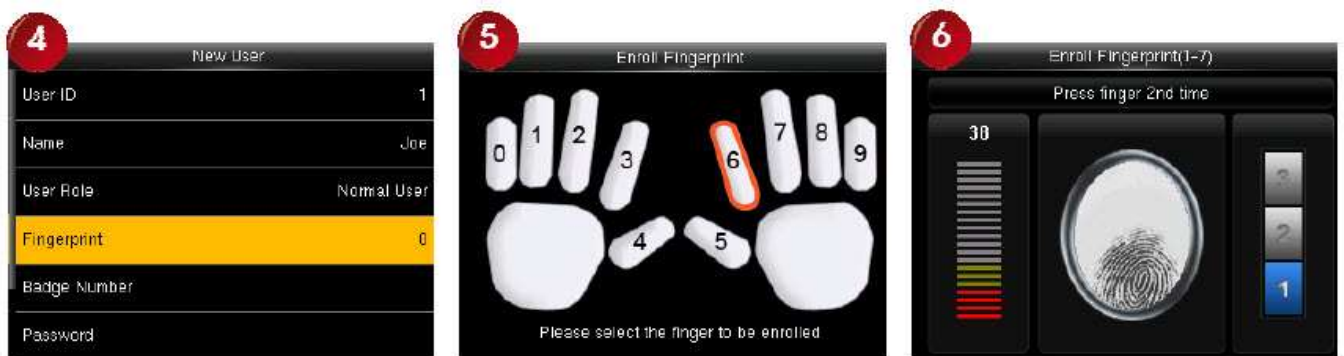 4
New User
User ID 1
Name Joe
User Role Normal User
Fingerprint 0
Badge Number
Password
5
Enroll Fingerprint
0 1 2 3 6 7 8 9
4 5
Please select the finger to be enrolled
6
Enroll Fingerprint(1-7)
Press finger 2nd time
38
3
2
1